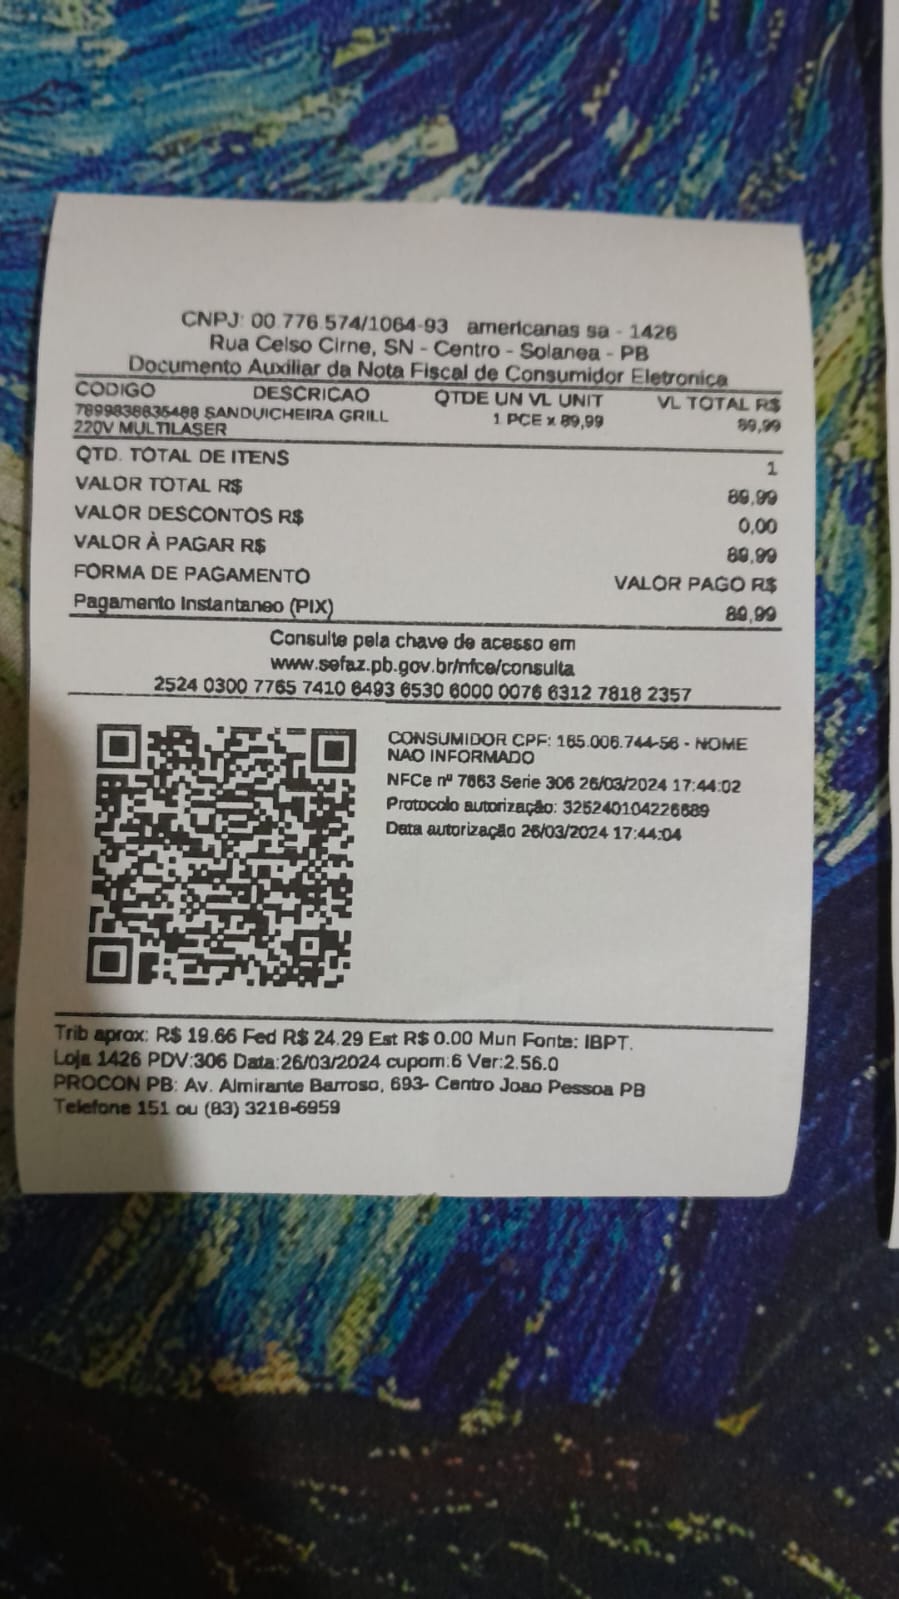 CNPJ: 00.776.574/1064-93 americanas sa - 1426
Rua Celso Cirne, SN - Centro - Solanea - PB
Documento Auxiliar da Nota Fiscal de Consumidor Eletronica
CODIGO DESCRICAO QTDE UN VL UNIT VL TOTAL R$
7899838835488 SANDUICHEIRA GRILL 1 PCE x 89,99 89,99
220V MULTILASER
QTD. TOTAL DE ITENS 1
VALOR TOTAL R$ 89,99
VALOR DESCONTOS R$ 0,00
VALOR À PAGAR R$ 89,99
FORMA DE PAGAMENTO VALOR PAGO R$
Pagamento Instantaneo (PIX) 89,99
Consulte pela chave de acesso em
www.sefaz.pb.gov.br/nfce/consulta
2524 0300 7765 7410 6493 6530 6000 0076 6312 7818 2357
CONSUMIDOR CPF: 165.006.744-56 - NOME
NAO INFORMADO
NFCe nº 7663 Serie 306 26/03/2024 17:44:02
Protocolo autorização: 325240104226689
Data autorização 26/03/2024 17:44:04
Trib aprox: R$ 19.66 Fed R$ 24.29 Est R$ 0.00 Mun Fonte: IBPT.
Loja 1426 PDV:306 Data:26/03/2024 cupom:6 Ver:2.56.0
PROCON PB: Av. Almirante Barroso, 693- Centro Joao Pessoa PB
Telefone 151 ou (83) 3218-6959